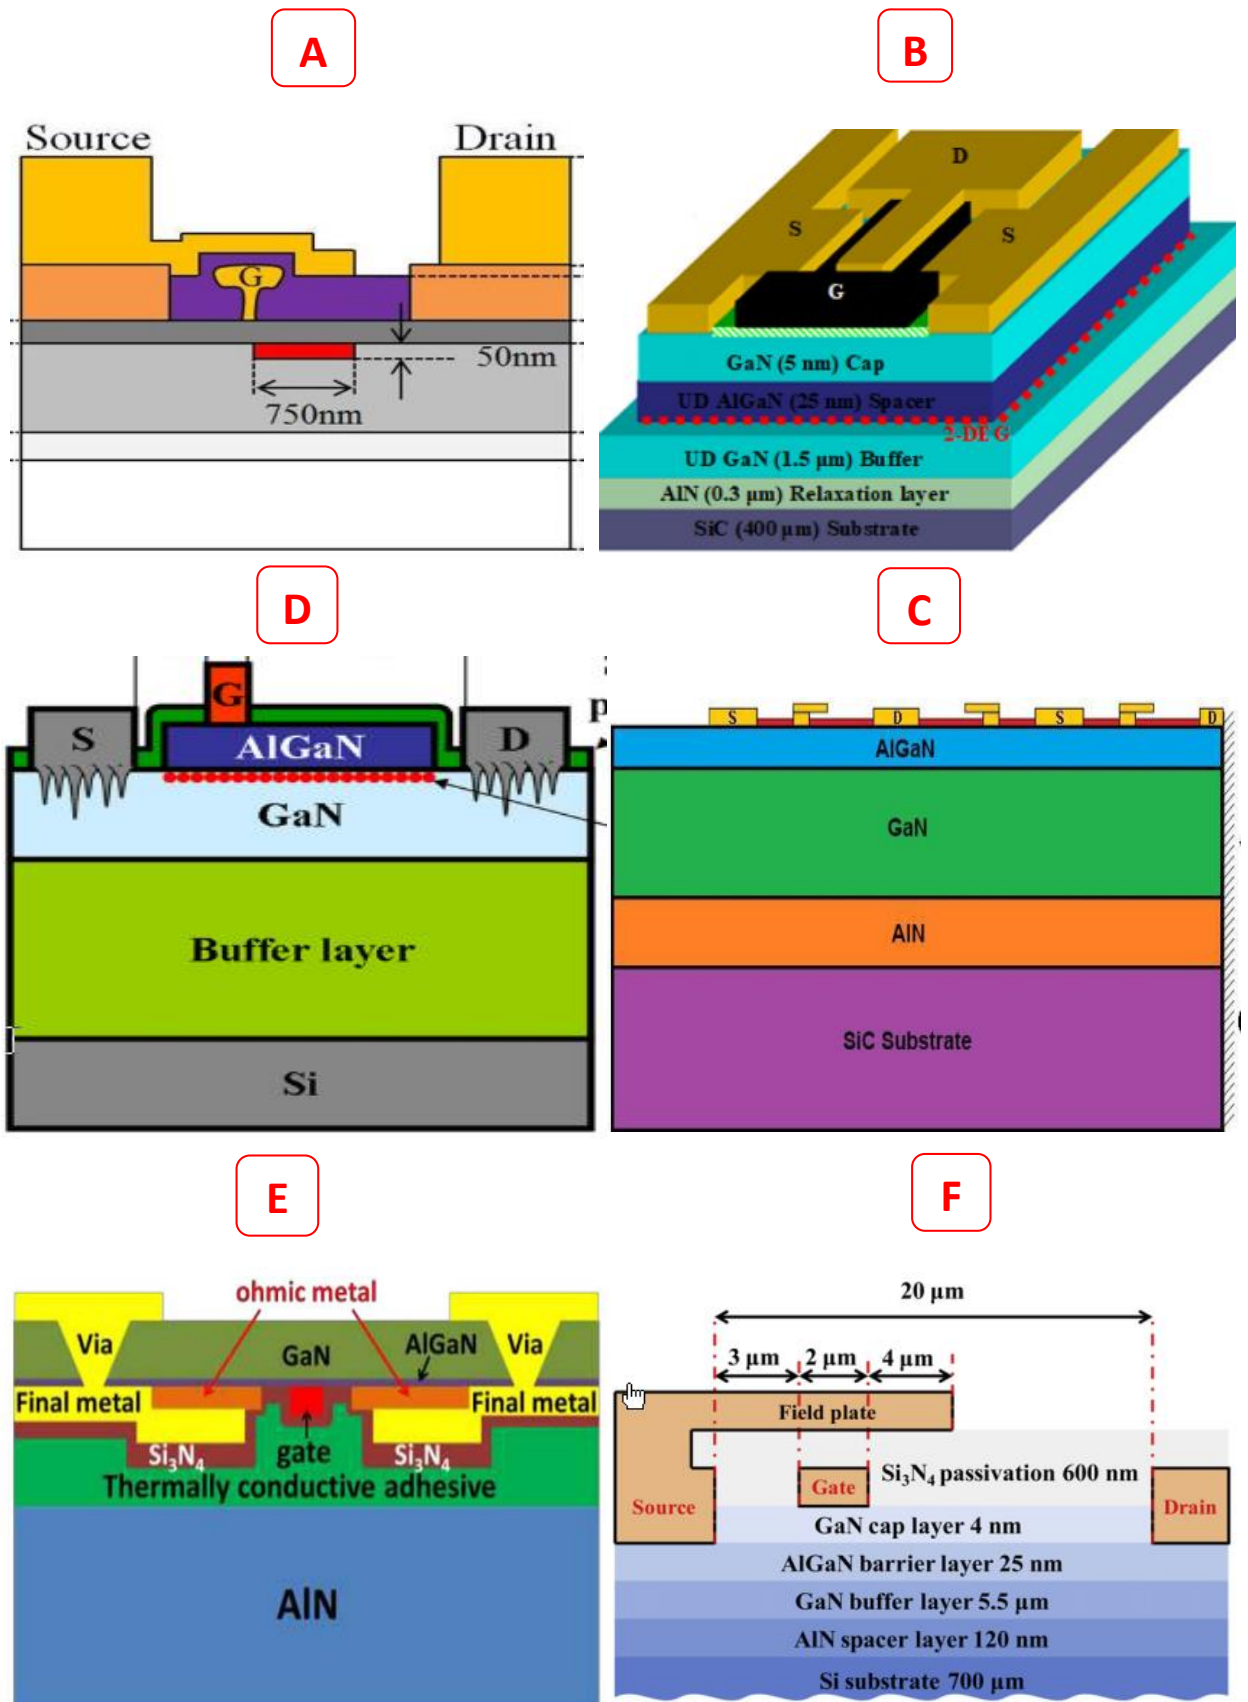 A
B
Source
Drain
G
50nm
750nm
D
S
S
G
GaN (5 nm) Cap
UD AlGaN (25 nm) Spacer
2-DEG
UD GaN (1.5 µm) Buffer
AlN (0.3 µm) Relaxation layer
SiC (400 µm) Substrate
D
C
G
S
AlGaN
D
GaN
Buffer layer
Si
S
D
S
D
AlGaN
GaN
AlN
SiC Substrate
E
F
ohmic metal
Via
GaN
AlGaN
Via
Final metal
Final metal
Si₃N₄
gate
Si₃N₄
Thermally conductive adhesive
AlN
20 µm
3 µm
2 µm
4 µm
Field plate
Si₃N₄ passivation 600 nm
Source
Gate
Drain
GaN cap layer 4 nm
AlGaN barrier layer 25 nm
GaN buffer layer 5.5 µm
AlN spacer layer 120 nm
Si substrate 700 µm